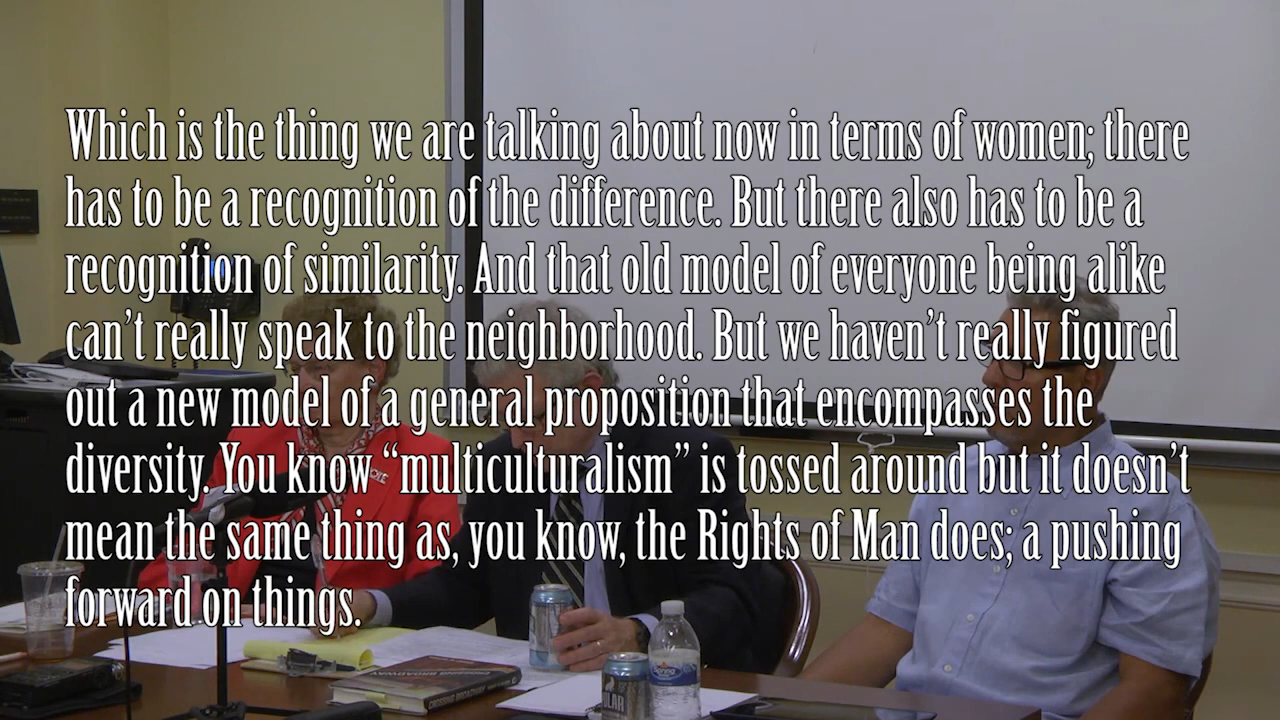 Which is the thing we are talking about now in terms of women; there
has to be a recognition of the difference. But there also has to be a
recognition of similarity. And that old model of everyone being alike
can’t really speak to the neighborhood. But we haven’t really figured
out a new model of a general proposition that encompasses the
diversity. You know “multiculturalism” is tossed around but it doesn’t
mean the same thing as, you know, the Rights of Man does; a pushing
forward on things.
CROSSING BROADWAY
CROSSING BROADWAY